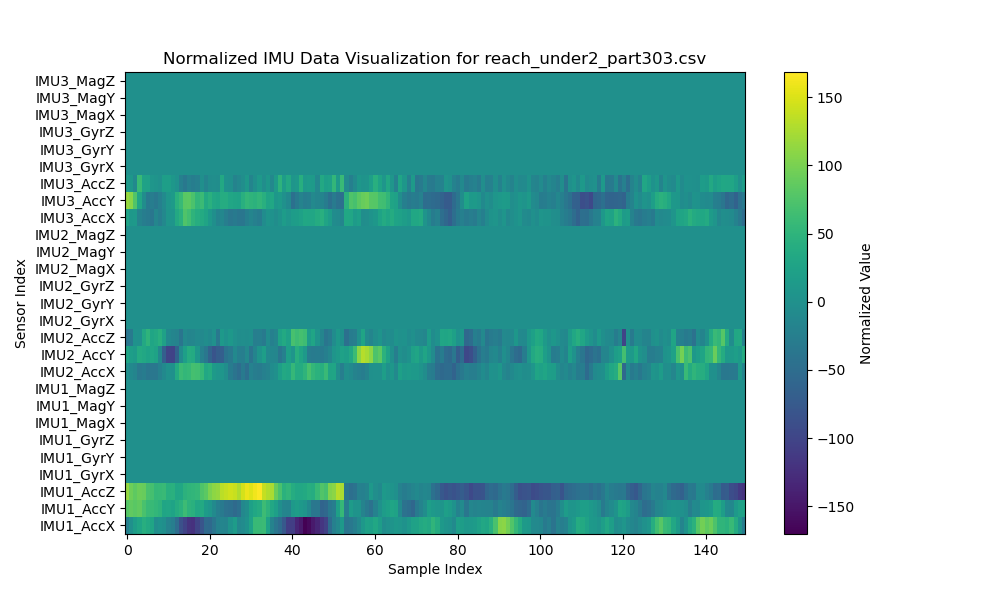 Normalized IMU Data Visualization for reach_under2_part303.csv
IMU3_MagZ
IMU3_MagY
IMU3_MagX
IMU3_GyrZ
IMU3_GyrY
IMU3_GyrX
IMU3_AccZ
IMU3_AccY
IMU3_AccX
IMU2_MagZ
IMU2_MagY
IMU2_MagX
IMU2_GyrZ
IMU2_GyrY
IMU2_GyrX
IMU2_AccZ
IMU2_AccY
IMU2_AccX
IMU1_MagZ
IMU1_MagY
IMU1_MagX
IMU1_GyrZ
IMU1_GyrY
IMU1_GyrX
IMU1_AccZ
IMU1_AccY
IMU1_AccX
Sensor Index
0 20 40 60 80 100 120 140
Sample Index
150
100
50
0
−50
−100
−150
Normalized Value